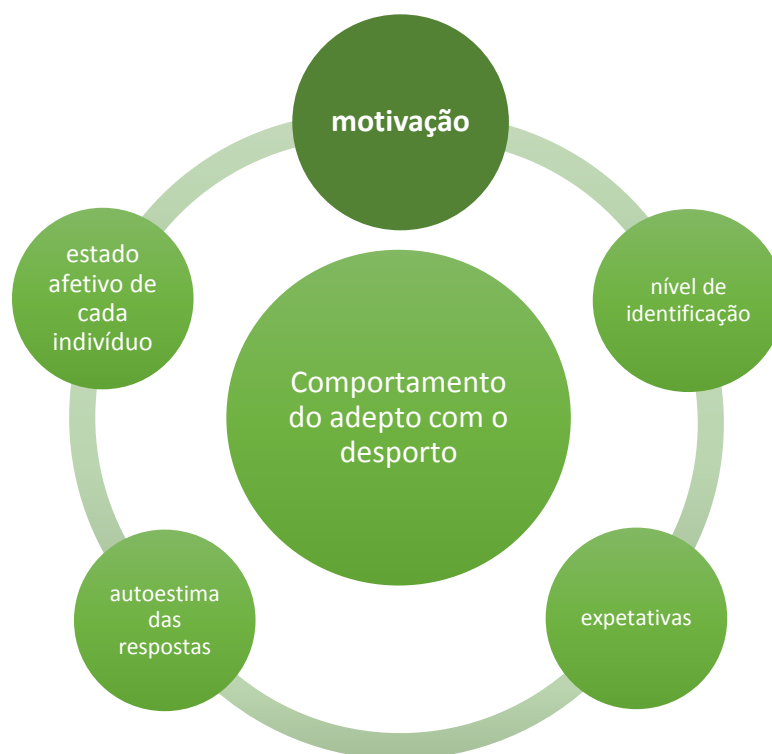 motivação
estado
afetivo de
cada
indivíduo
nível de
identificação
Comportamento
do adepto com o
desporto
autoestima
das
respostas
expetativas